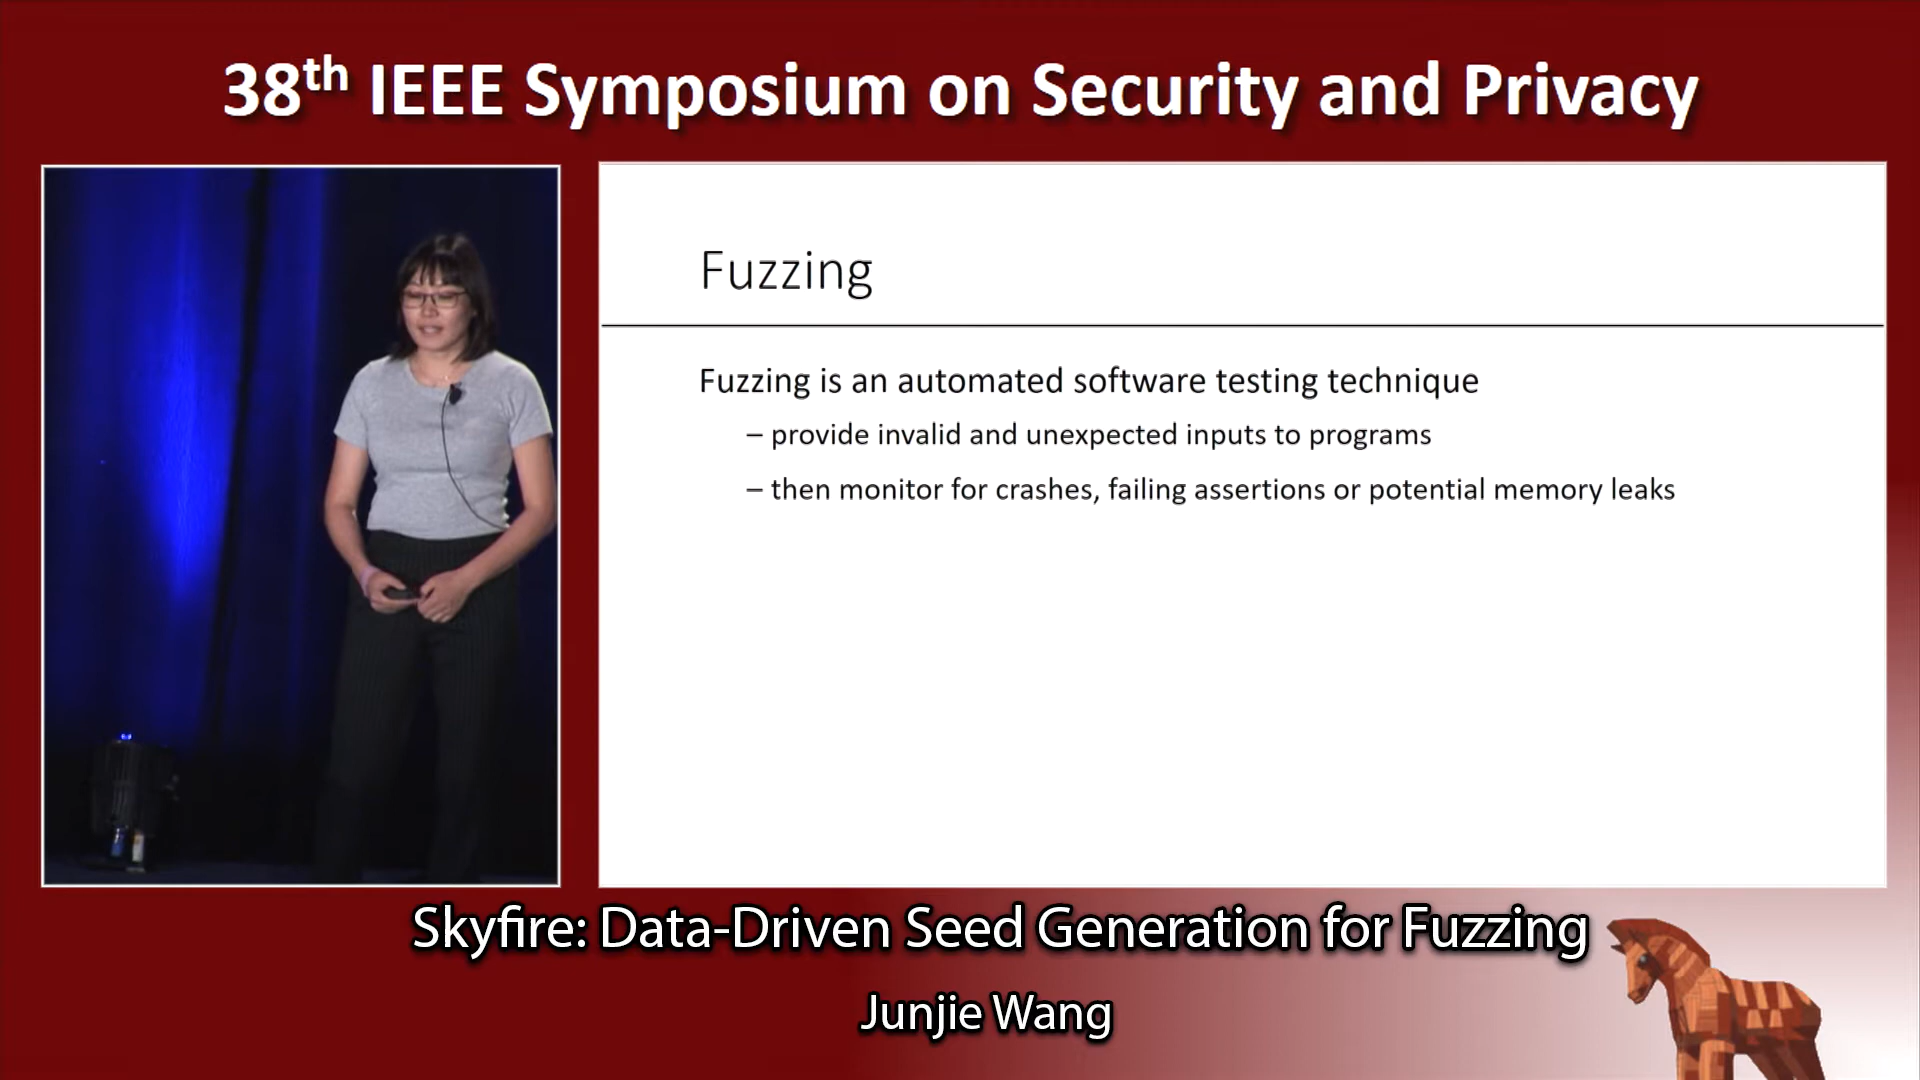 38th IEEE Symposium on Security and Privacy
Fuzzing
Fuzzing is an automated software testing technique
– provide invalid and unexpected inputs to programs
– then monitor for crashes, failing assertions or potential memory leaks
Skyfire: Data-Driven Seed Generation for Fuzzing
Junjie Wang